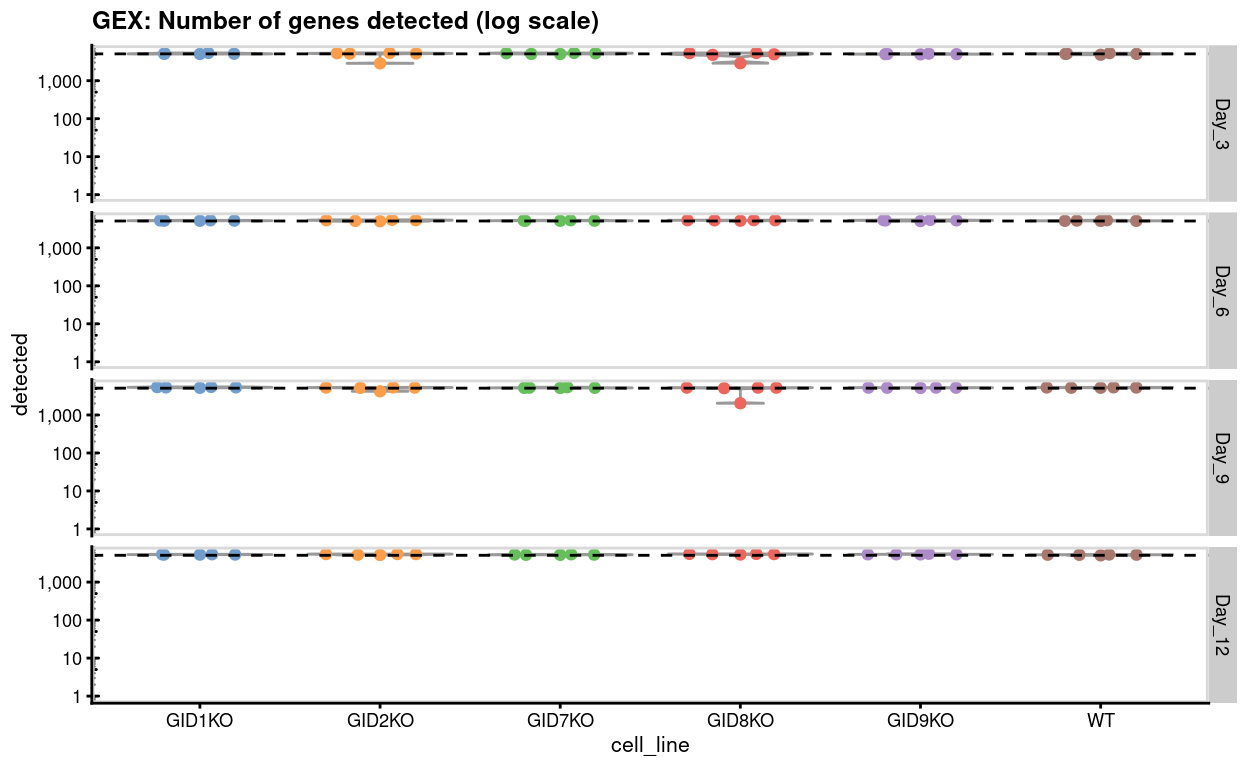 GEX: Number of genes detected (log scale)
1,000
100
10
1
Day_3
1,000
100
10
1
Day_6
detected
1,000
100
10
1
Day_9
1,000
100
10
1
Day_12
GID1KO GID2KO GID7KO GID8KO GID9KO WT
cell_line